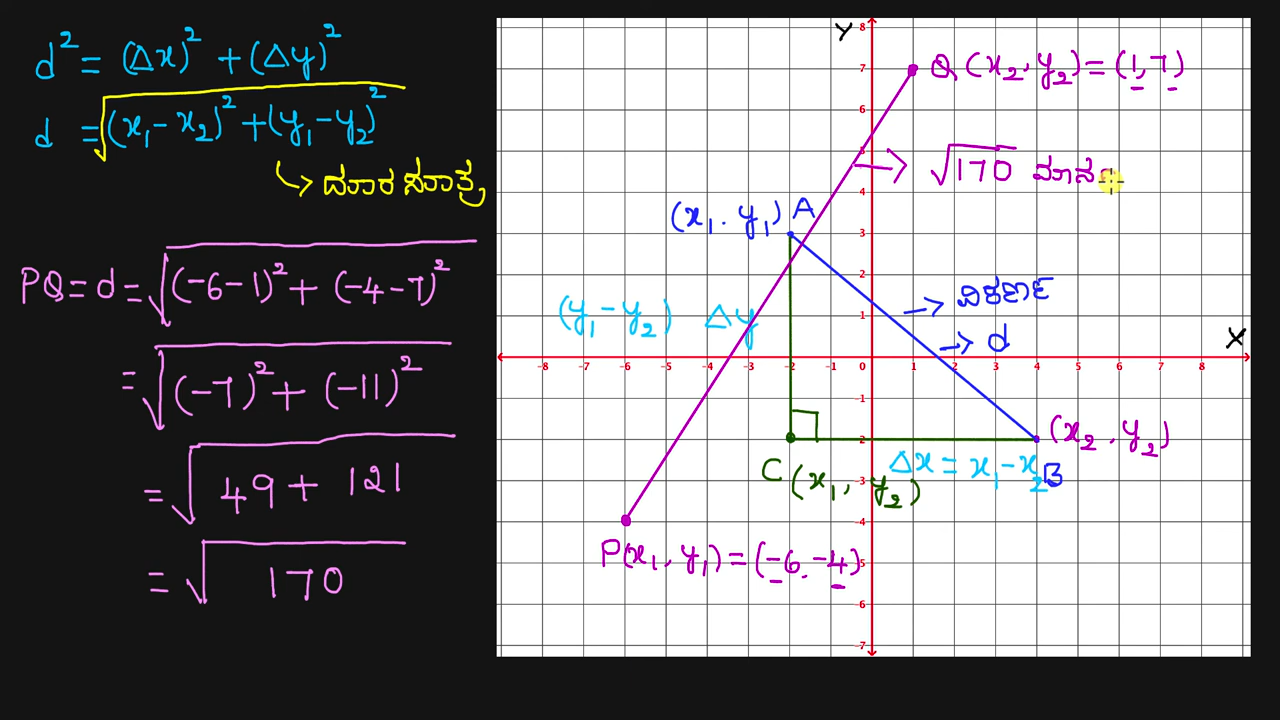 d² = (Δx)² + (Δy)²
d = √(x₁ - x₂)² + (y₁ - y₂)²
↳ ದೂರ ಸೂತ್ರ
PQ = d = √(-6-1)² + (-4-7)²
= √(-7)² + (-11)²
= √49 + 121
= √170
Y
8
Q (x₂, y₂) = (1, 7)
7
6
5
→ √170 ಮಾನ
4
(x₁, y₁) A
3
2
→ ವಿಕರ್ಣ
(y₁ - y₂) Δy
1
→ d
X
-8 -6 -5 -4 -3 -2 -1 0 1 2 3 4 5 6 7 8
-1
(x₂, y₂)
-2
C (x₁, y₂)
Δx = x₁ - x₂ B
-3
-4
P(x₁, y₁) = (-6, -4)
-5
-6
-7